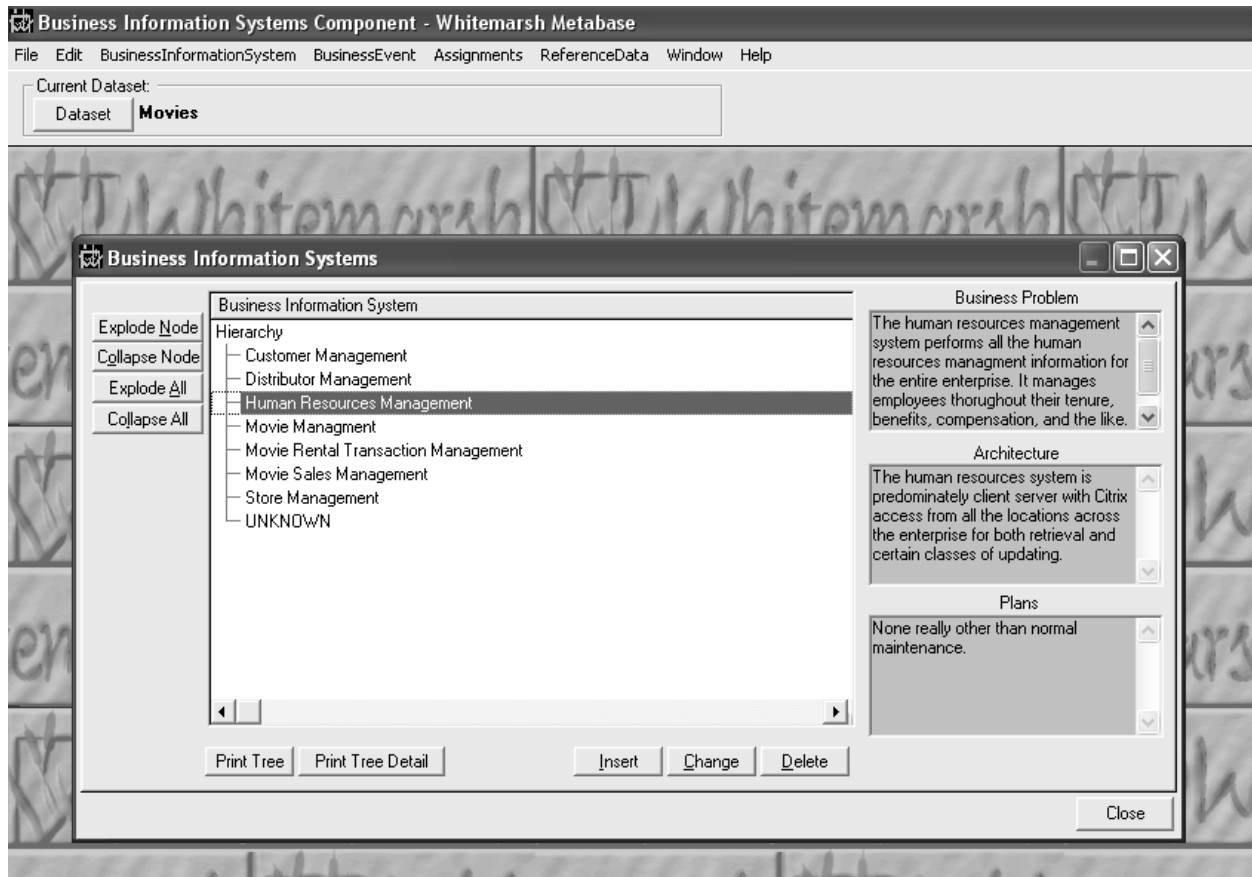 Business Information Systems Component - Whitemarsh Metabase
File Edit BusinessInformationSystem BusinessEvent Assignments ReferenceData Window Help
Current Dataset:
Dataset Movies
Whitemarsh Whitemarsh
Business Information Systems
Explode Node
Collapse Node
Explode All
Collapse All
Business Information System
Hierarchy
Customer Management
Distributor Management
Human Resources Management
Movie Managment
Movie Rental Transaction Management
Movie Sales Management
Store Management
UNKNOWN
Business Problem
The human resources management
system performs all the human
resources managment information for
the entire enterprise. It manages
employees thorughout their tenure,
benefits, compensation, and the like.
Architecture
The human resources system is
predominately client server with Citrix
access from all the locations across
the enterprise for both retrieval and
certain classes of updating.
Plans
None really other than normal
maintenance.
Print Tree Print Tree Detail Insert Change Delete
Close